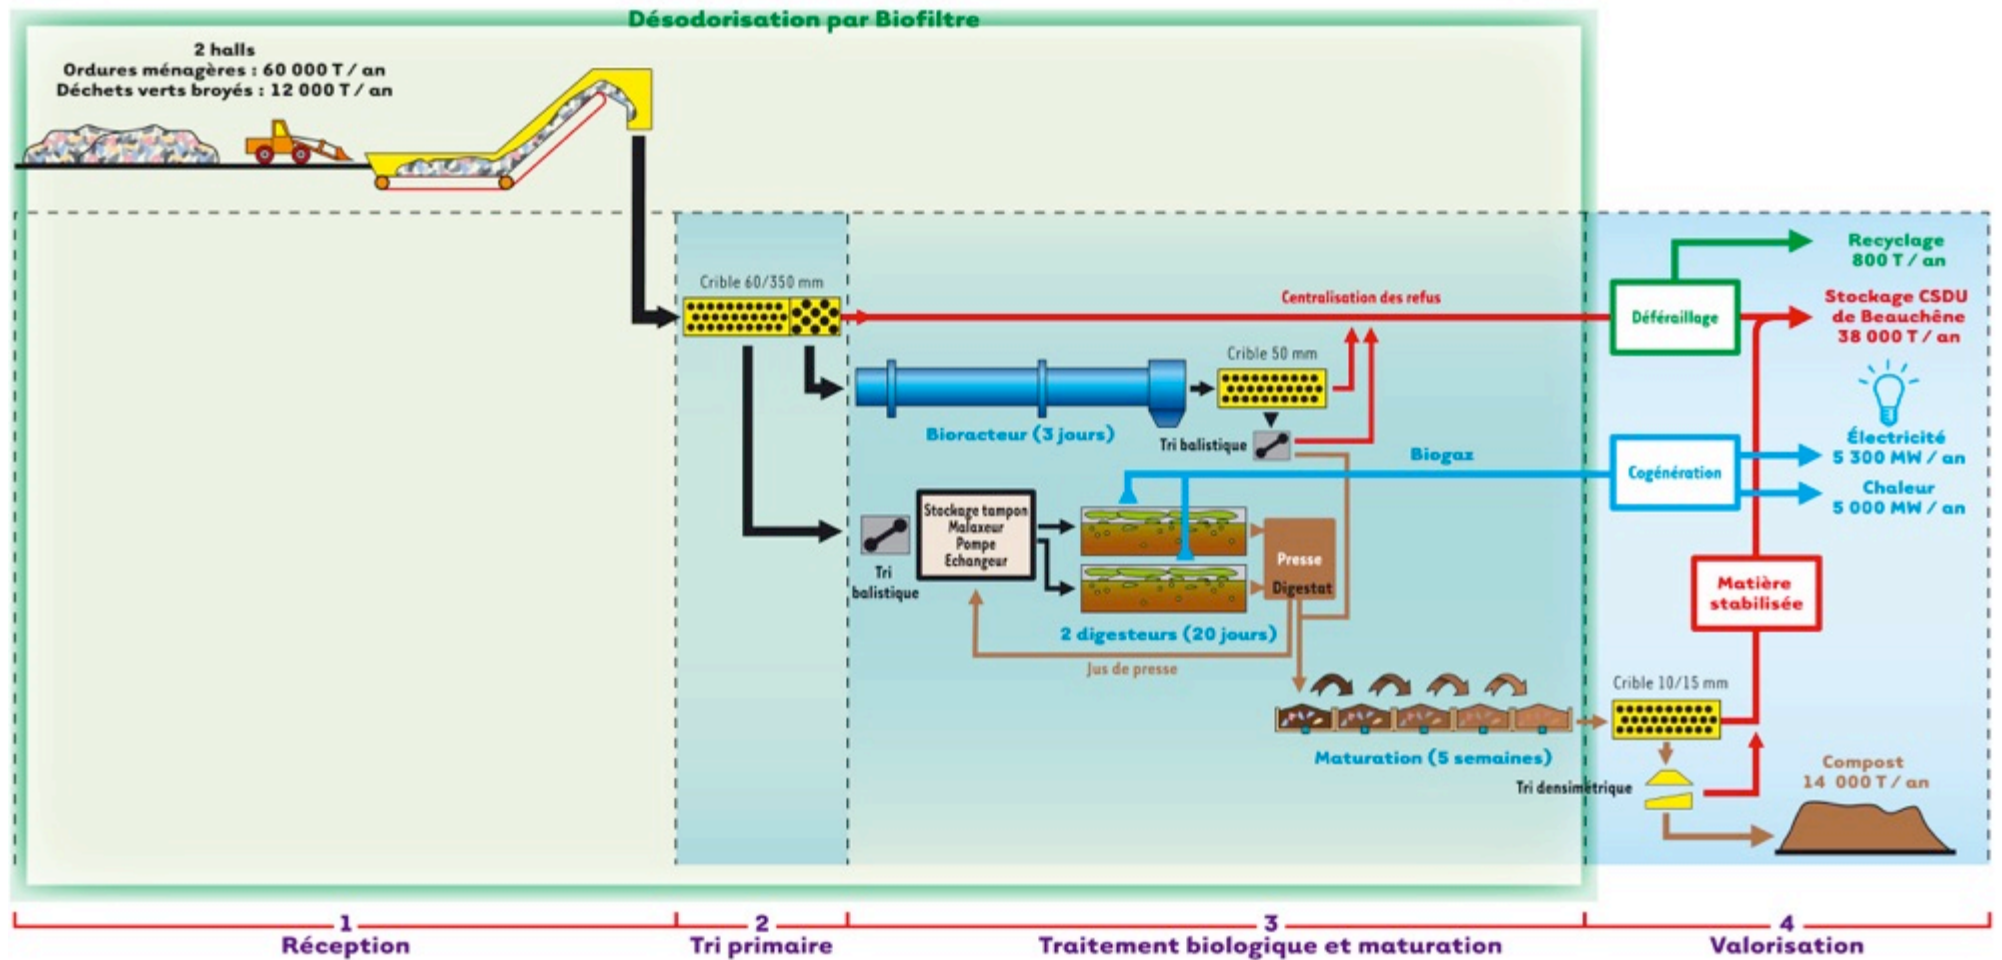 Désodorisation par Biofiltre
2 halls
Ordures ménagères : 60 000 T / an
Déchets verts broyés : 12 000 T / an
Crible 60/350 mm
Centralisation des refus
Crible 50 mm
Bioracteur (3 jours)
Tri balistique
Biogaz
Stockage tampon
Malaxeur
Pompe
Echangeur
Tri
balistique
Presse
Digestat
2 digesteurs (20 jours)
Jus de presse
Maturation (5 semaines)
Déféraillage
Recyclage
800 T / an
Stockage CSDU
de Beauchêne
38 000 T / an
Cogénération
Électricité
5 300 MW / an
Chaleur
5 000 MW / an
Matière
stabilisée
Crible 10/15 mm
Tri densimétrique
Compost
14 000 T / an
1
Réception
2
Tri primaire
3
Traitement biologique et maturation
4
Valorisation